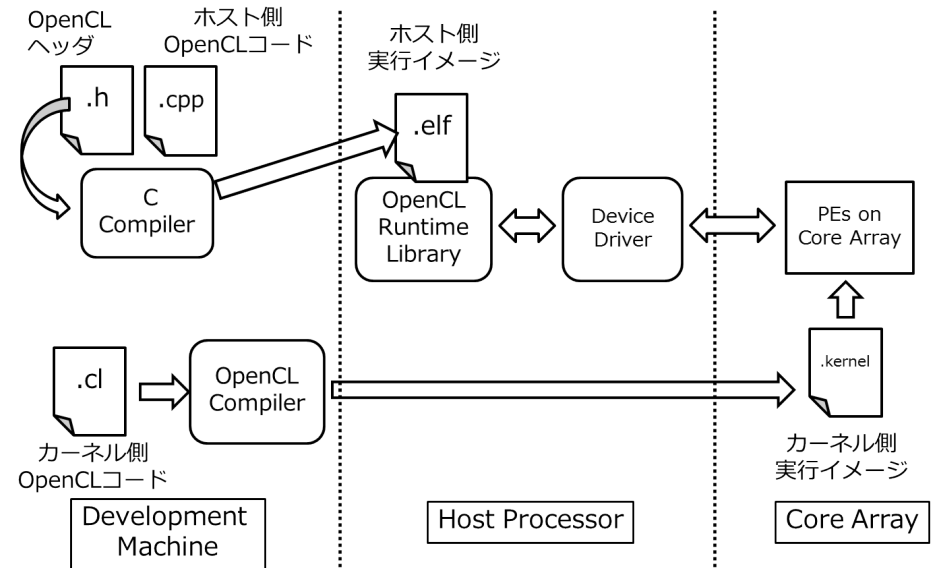 OpenCL
ヘッダ
ホスト側
OpenCLコード
ホスト側
実行イメージ
.h
.cpp
.elf
C
Compiler
OpenCL
Runtime
Library
Device
Driver
PEs on
Core Array
.cl
OpenCL
Compiler
.kernel
カーネル側
OpenCLコード
カーネル側
実行イメージ
Development
Machine
Host Processor
Core Array